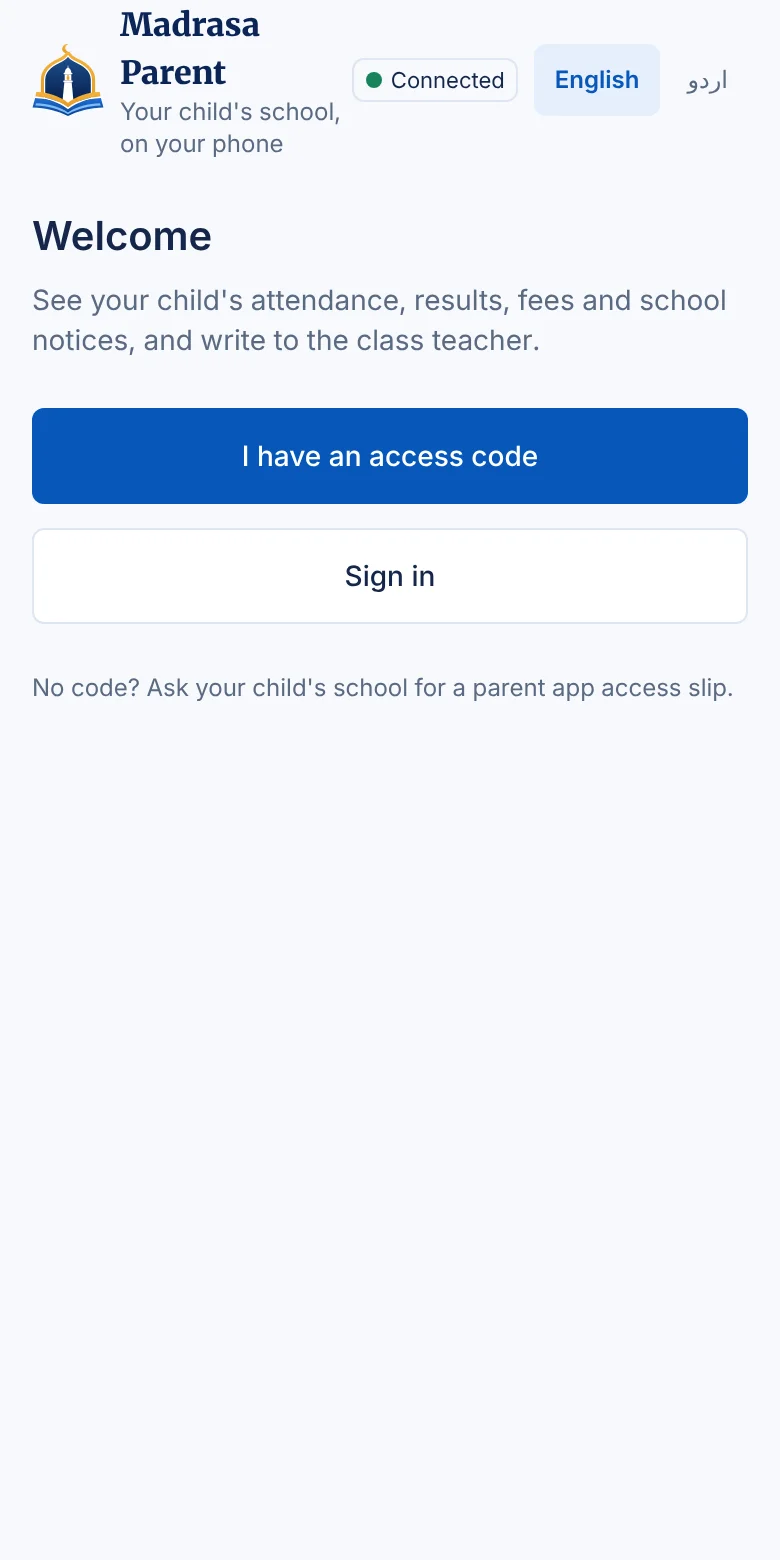 Madrasa
Parent
Your child's school,
on your phone
Connected
English
اردو
Welcome
See your child's attendance, results, fees and school
notices, and write to the class teacher.
I have an access code
Sign in
No code? Ask your child's school for a parent app access slip.